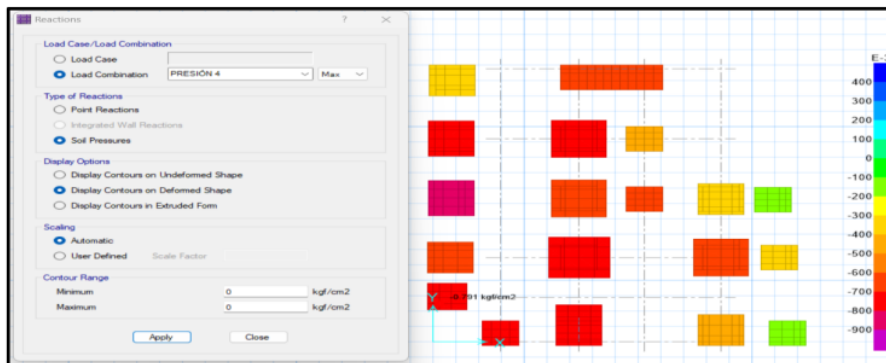 Reactions
?
Load Case/Load Combination
Load Case
Load Combination PRESIÓN 4 Max
Type of Reactions
Point Reactions
Integrated Wall Reactions
Soil Pressures
Display Options
Display Contours on Undeformed Shape
Display Contours on Deformed Shape
Display Contours in Extruded Form
Scaling
Automatic
User Defined Scale Factor
Contour Range
Minimum 0 kgf/cm2
Maximum 0 kgf/cm2
Apply Close
400
300
200
100
0
-100
-200
-300
-400
-500
-600
-700
-800
-900
Y
X